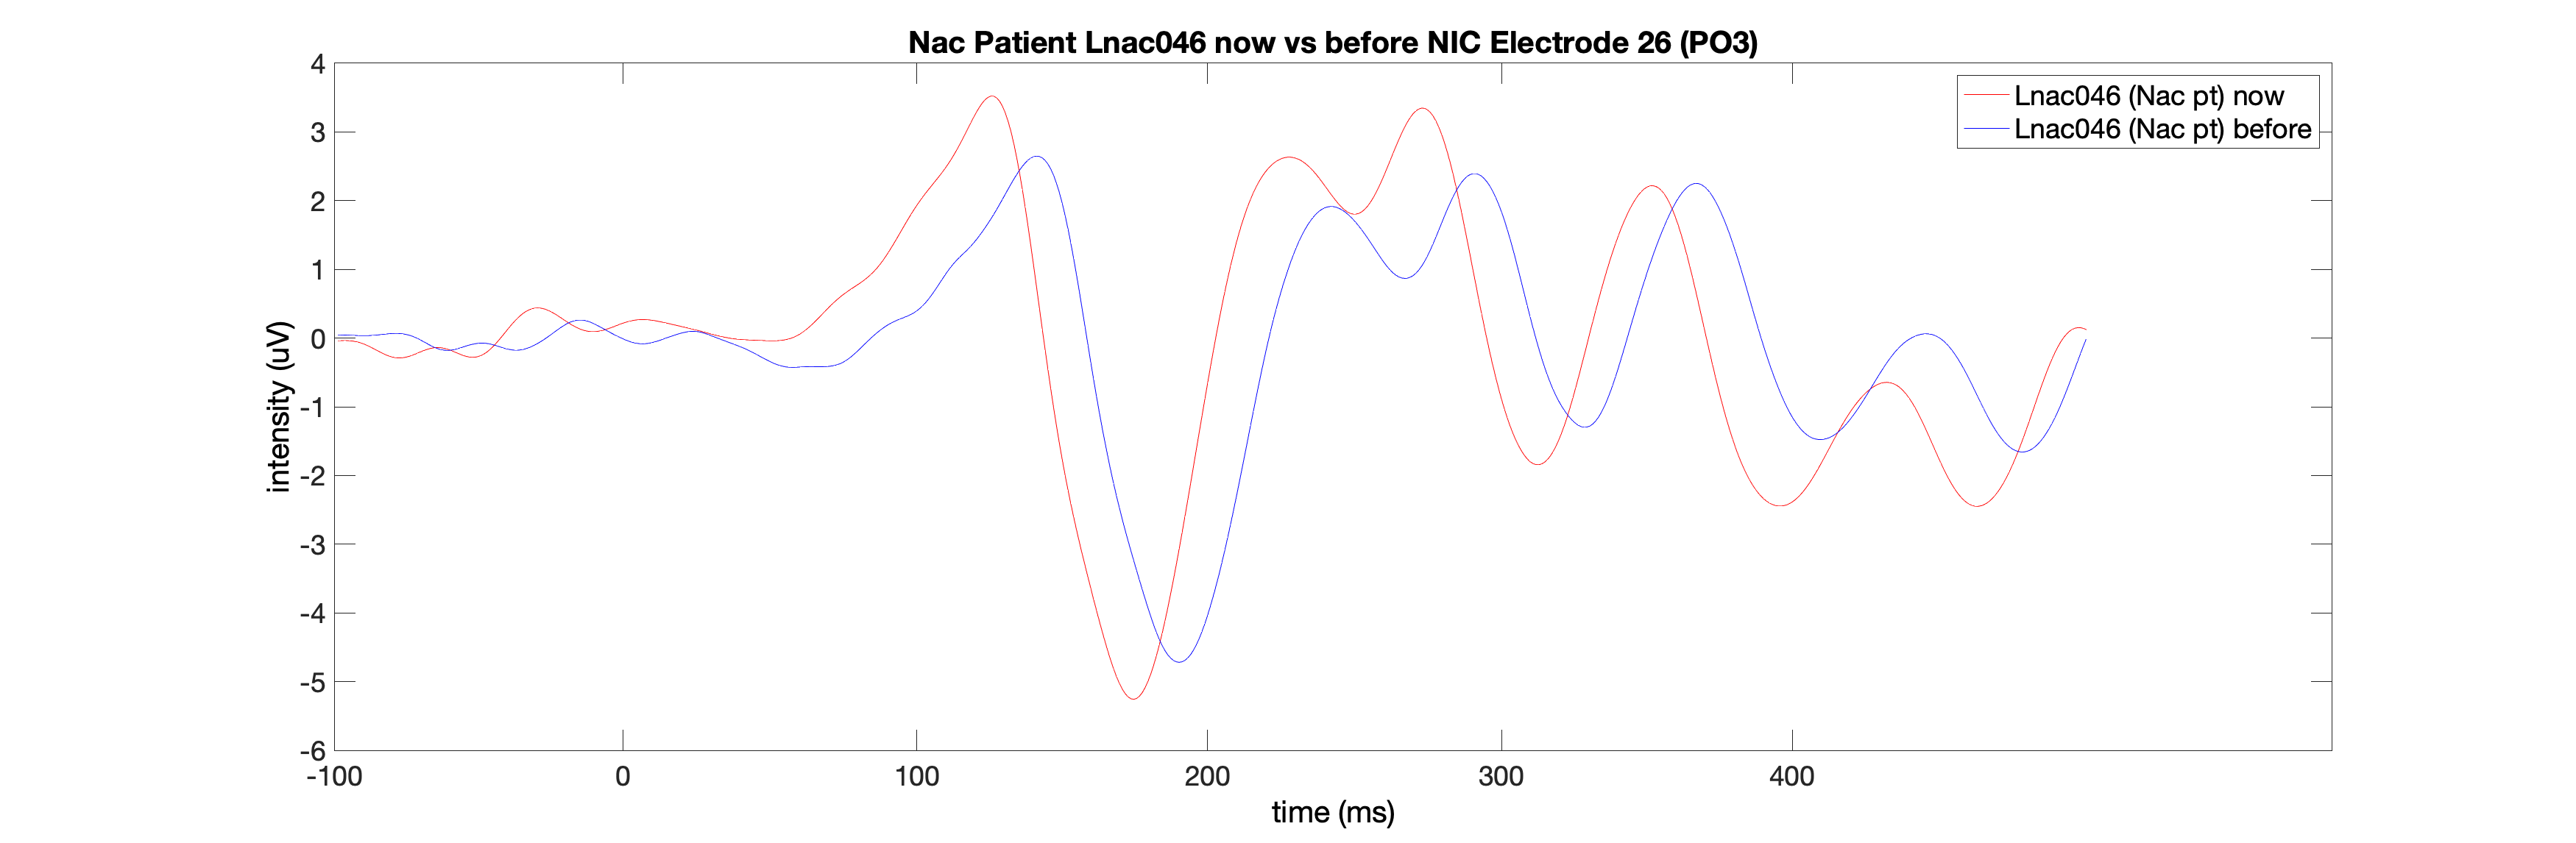 Nac Patient Lnac046 now vs before NIC Electrode 26 (PO3)
Lnac046 (Nac pt) now
Lnac046 (Nac pt) before
intensity (uV)
4
3
2
1
0
-1
-2
-3
-4
-5
-6
-100 0 100 200 300 400
time (ms)